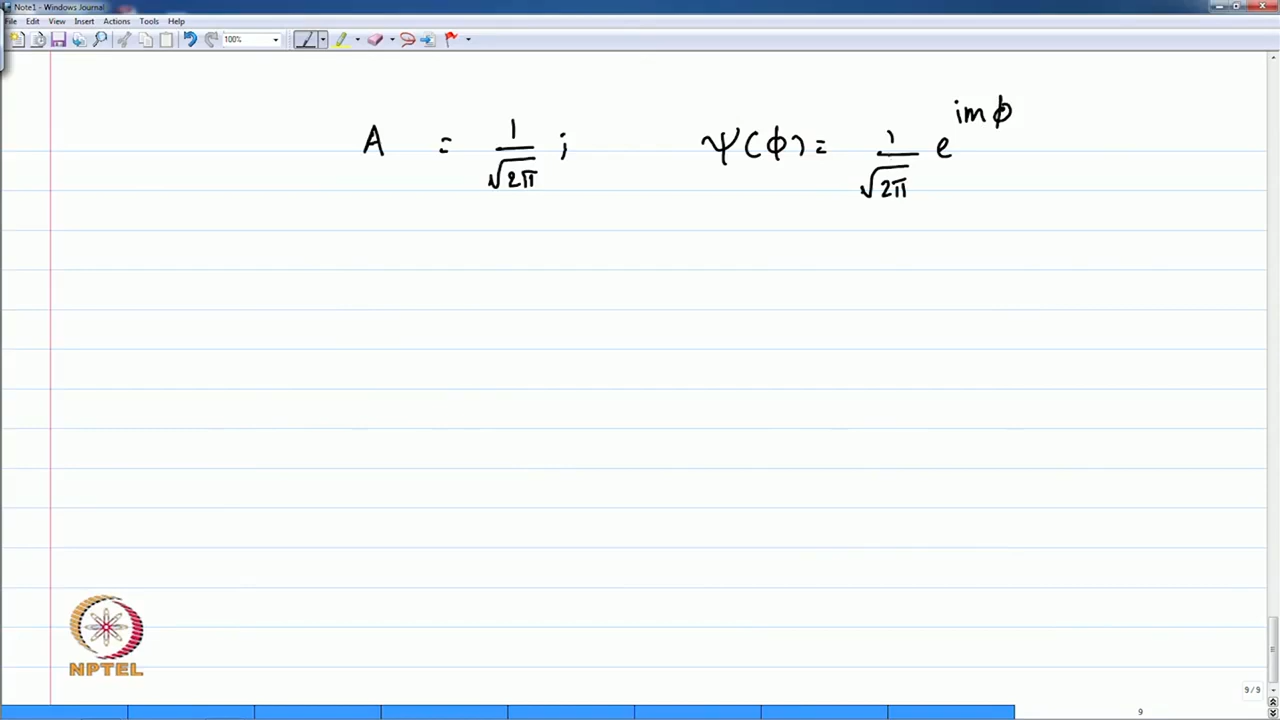 Note1 - Windows Journal
File Edit View Insert Actions Tools Help
100%
A = 1/√2π ; ψ(ϕ) = 1/√2π e^imϕ
NPTEL
9/9
9